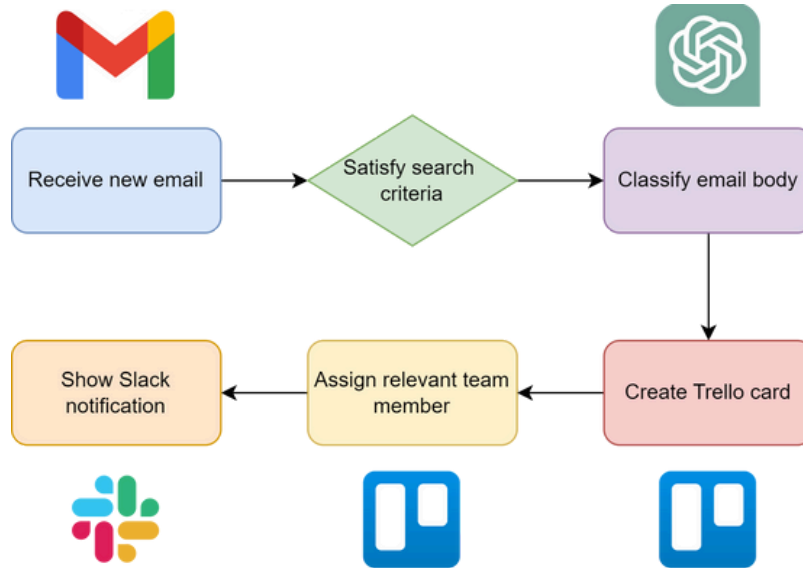 Receive new email
Satisfy search
criteria
Classify email body
Show Slack
notification
Assign relevant team
member
Create Trello card